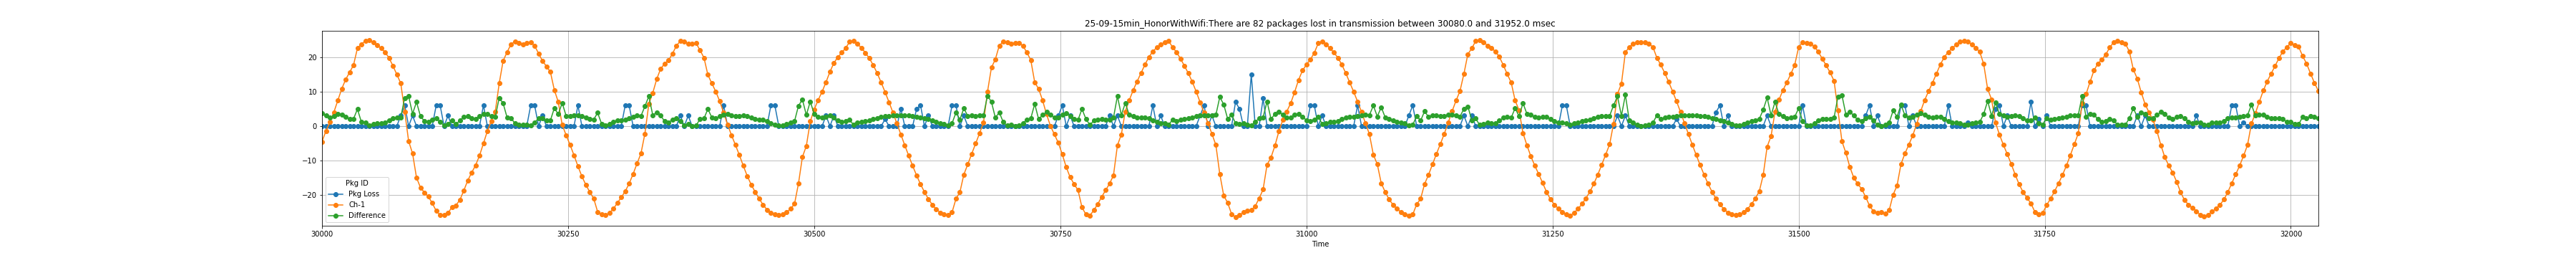 25-09-15min_HonorWithWifi:There are 82 packages lost in transmission between 30080.0 and 31952.0 msec
20
10
0
−10
−20
Pkg ID
Pkg Loss
Ch-1
Difference
30000 30250 30500 30750 31000 31250 31500 31750 32000
Time